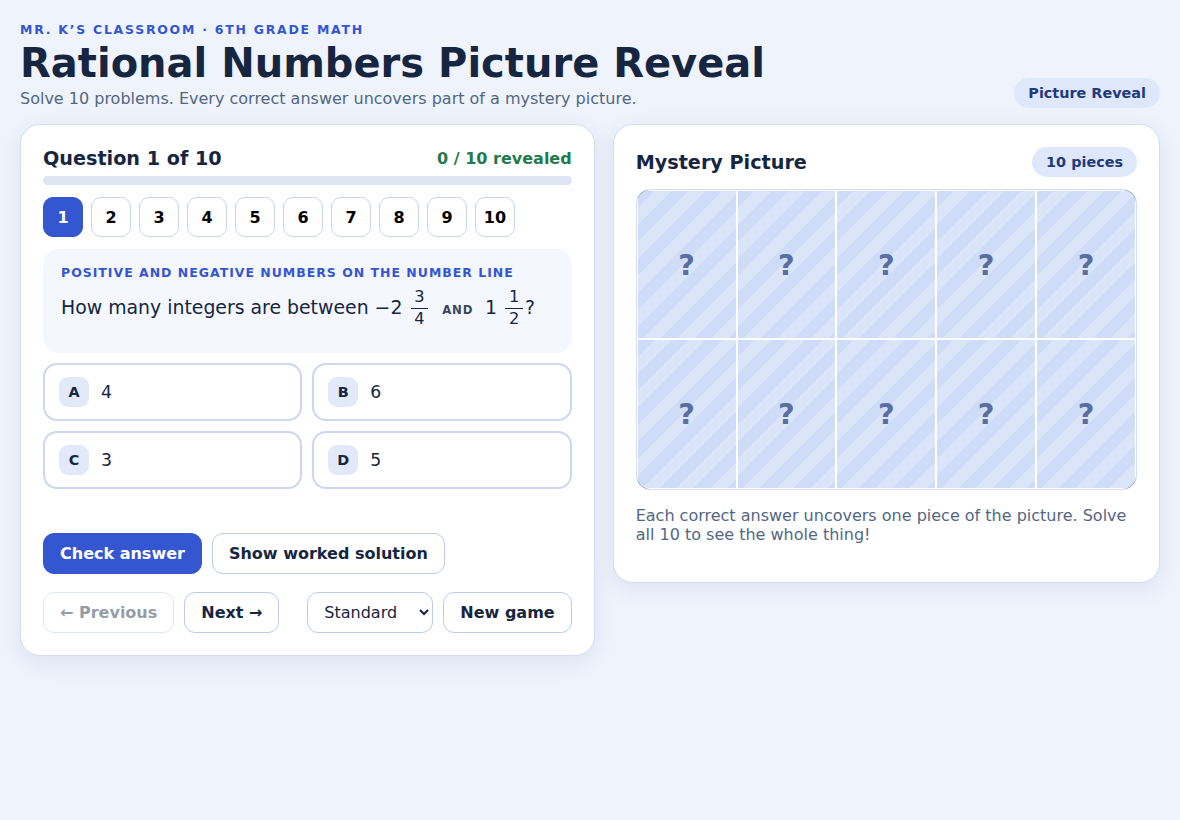 MR. K’S CLASSROOM · 6TH GRADE MATH
Rational Numbers Picture Reveal
Solve 10 problems. Every correct answer uncovers part of a mystery picture.
Picture Reveal
Question 1 of 10
0 / 10 revealed
1 2 3 4 5 6 7 8 9 10
POSITIVE AND NEGATIVE NUMBERS ON THE NUMBER LINE
How many integers are between −2 3/4 AND 1 1/2?
A 4
B 6
C 3
D 5
Check answer
Show worked solution
← Previous
Next →
Standard
New game
Mystery Picture
10 pieces
? ? ? ? ?
? ? ? ? ?
Each correct answer uncovers one piece of the picture. Solve
all 10 to see the whole thing!